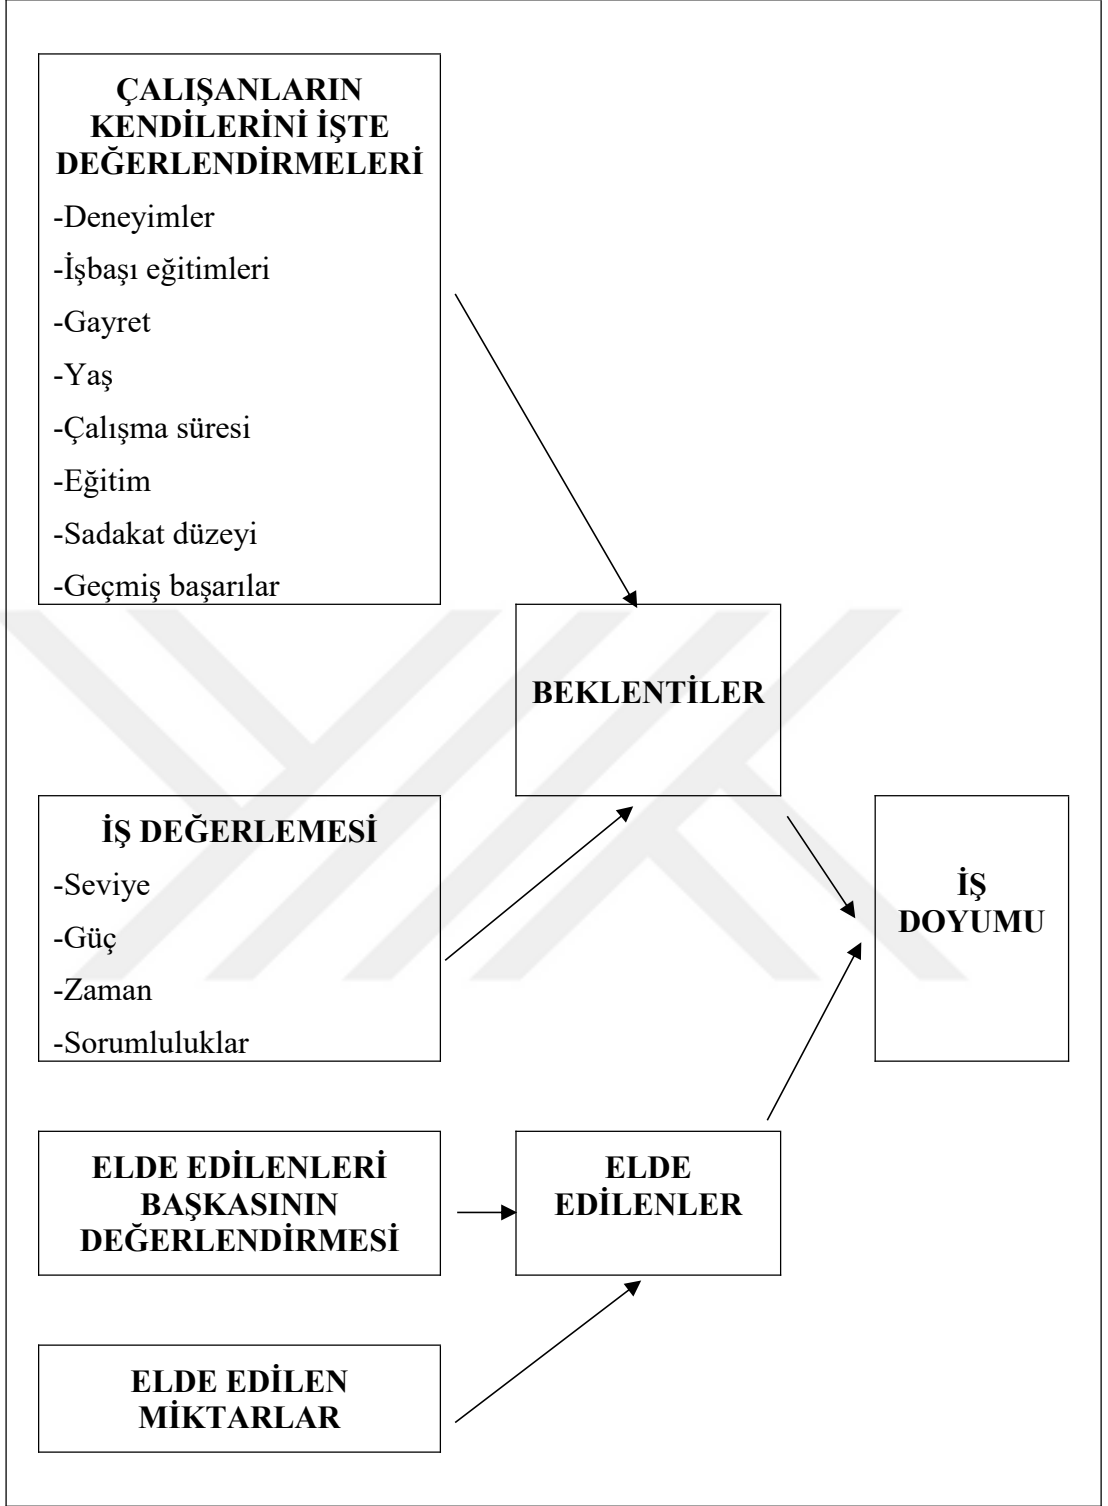 ÇALIŞANLARIN
KENDİLERİNİ İŞTE
DEĞERLENDİRMELERİ
-Deneyimler
-İşbaşı eğitimleri
-Gayret
-Yaş
-Çalışma süresi
-Eğitim
-Sadakat düzeyi
-Geçmiş başarılar
BEKLENTİLER
İŞ DEĞERLEMESİ
-Seviye
-Güç
-Zaman
-Sorumluluklar
İŞ
DOYUMU
ELDE EDİLENLERİ
BAŞKASININ
DEĞERLENDİRMESİ
ELDE
EDİLENLER
ELDE EDİLEN
MİKTARLAR